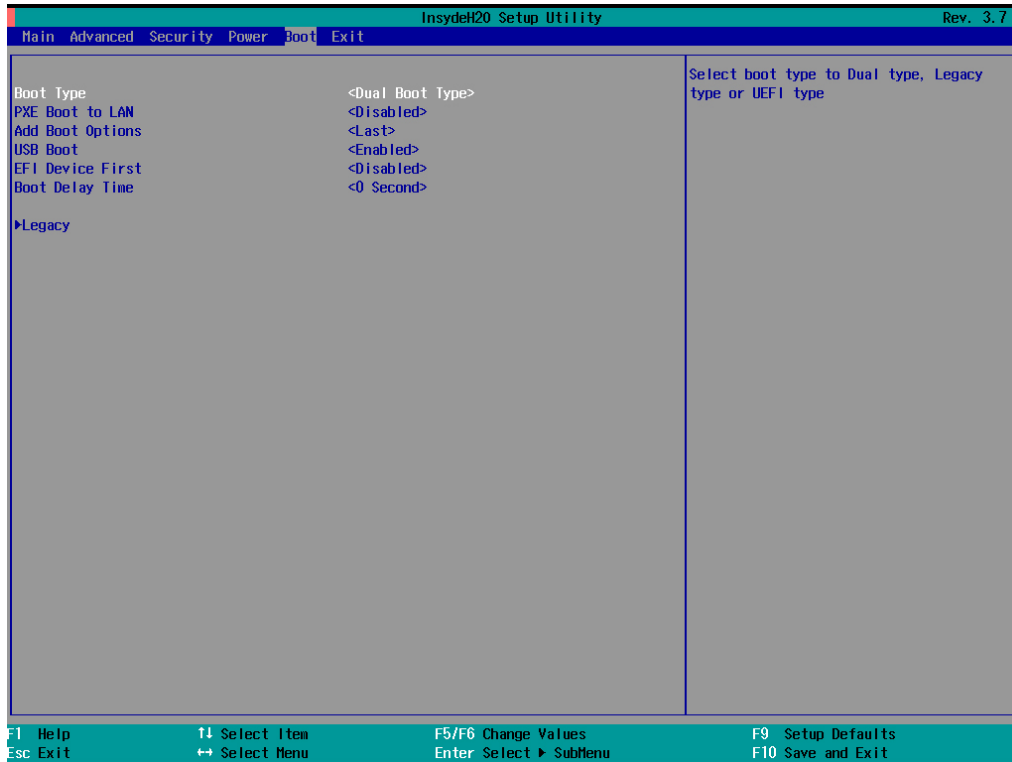 InsydeH20 Setup Utility Rev. 3.7
Main Advanced Security Power Boot Exit
Boot Type <Dual Boot Type>
PXE Boot to LAN <Disabled>
Add Boot Options <Last>
USB Boot <Enabled>
EFI Device First <Disabled>
Boot Delay Time <0 Second>
▶Legacy
Select boot type to Dual type, Legacy
type or UEFI type
F1 Help ↑↓ Select Item F5/F6 Change Values F9 Setup Defaults
Esc Exit ↔ Select Menu Enter Select ▶ SubMenu F10 Save and Exit